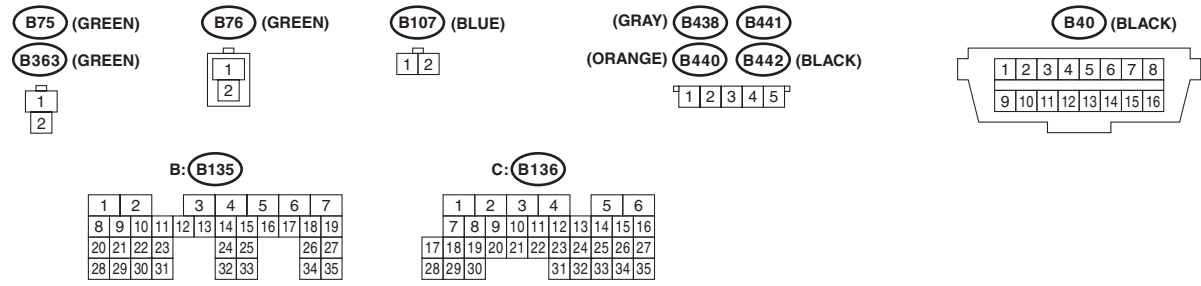 B75 (GREEN)
B363 (GREEN)
1
2
B76 (GREEN)
1
2
B107 (BLUE)
1 2
(GRAY) B438 B441
(ORANGE) B440 B442 (BLACK)
1 2 3 4 5
B40 (BLACK)
1 2 3 4 5 6 7 8
9 10 11 12 13 14 15 16
B: B135
1 2 3 4 5 6 7
8 9 10 11 12 13 14 15 16 17 18 19
20 21 22 23 24 25 26 27
28 29 30 31 32 33 34 35
C: B136
1 2 3 4 5 6
7 8 9 10 11 12 13 14 15 16
17 18 19 20 21 22 23 24 25 26 27
28 29 30 31 32 33 34 35